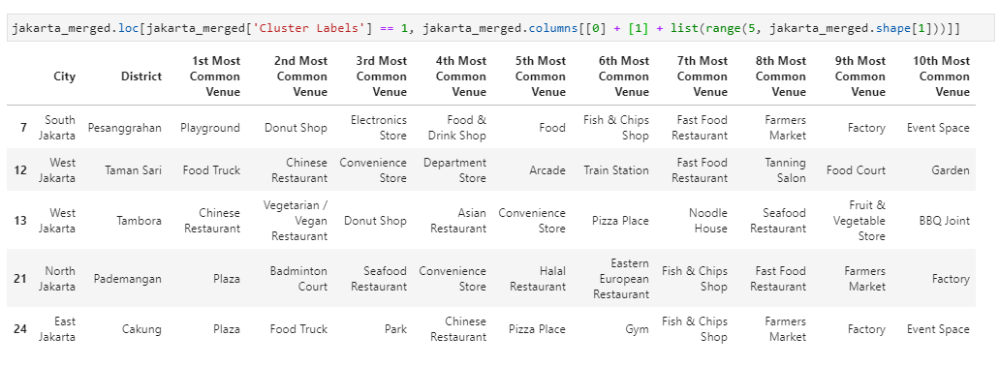 jakarta_merged.loc[jakarta_merged['Cluster Labels'] == 1, jakarta_merged.columns[[0] + [1] + list(range(5, jakarta_merged.shape[1]))]]
City District 1st Most Common Venue 2nd Most Common Venue 3rd Most Common Venue 4th Most Common Venue 5th Most Common Venue 6th Most Common Venue 7th Most Common Venue 8th Most Common Venue 9th Most Common Venue 10th Most Common Venue
7 South Jakarta Pesanggrahan Playground Donut Shop Electronics Store Food & Drink Shop Food Fish & Chips Shop Fast Food Restaurant Farmers Market Factory Event Space
12 West Jakarta Taman Sari Food Truck Chinese Restaurant Convenience Store Department Store Arcade Train Station Fast Food Restaurant Tanning Salon Food Court Garden
13 West Jakarta Tambora Chinese Restaurant Vegetarian / Vegan Restaurant Donut Shop Asian Restaurant Convenience Store Pizza Place Noodle House Seafood Restaurant Fruit & Vegetable Store BBQ Joint
21 North Jakarta Pademangan Plaza Badminton Court Seafood Restaurant Convenience Store Halal Restaurant Eastern European Restaurant Fish & Chips Shop Fast Food Restaurant Farmers Market Factory
24 East Jakarta Cakung Plaza Food Truck Park Chinese Restaurant Pizza Place Gym Fish & Chips Shop Farmers Market Factory Event Space